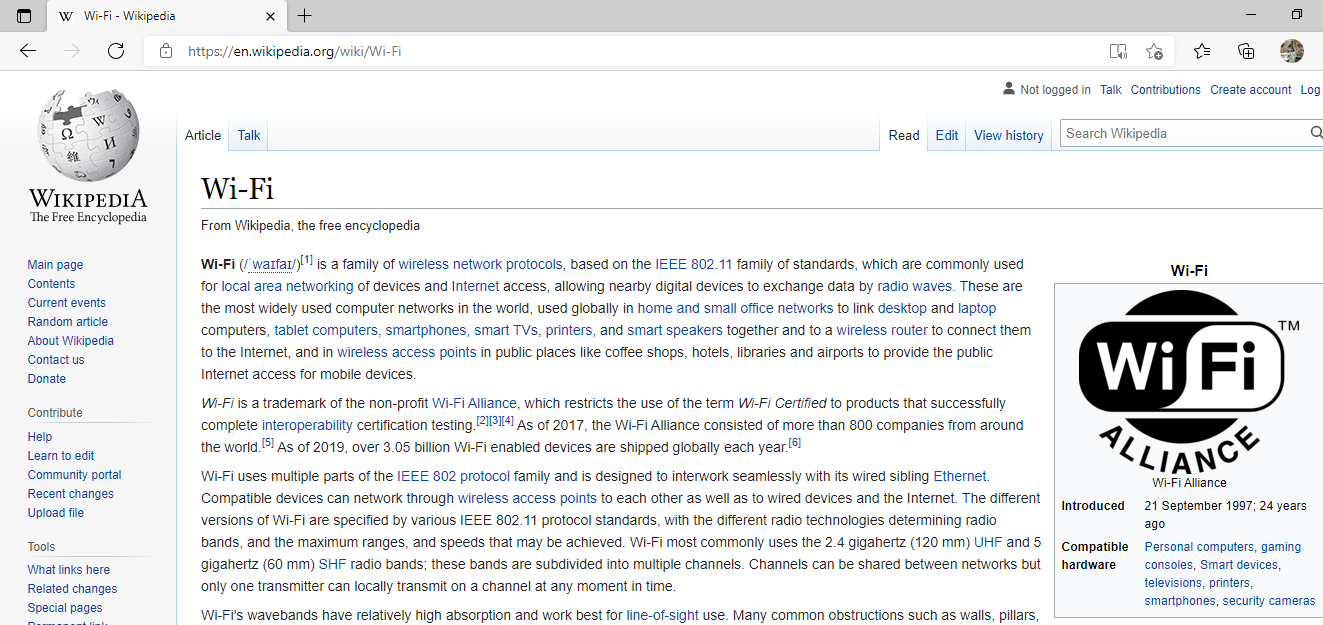 Wi-Fi - Wikipedia
https://en.wikipedia.org/wiki/Wi-Fi
Not logged in Talk Contributions Create account Log
Article Talk Read Edit View history Search Wikipedia
WIKIPEDIA
The Free Encyclopedia
Main page
Contents
Current events
Random article
About Wikipedia
Contact us
Donate
Contribute
Help
Learn to edit
Community portal
Recent changes
Upload file
Tools
What links here
Related changes
Special pages
Permanent link
Wi-Fi
From Wikipedia, the free encyclopedia
Wi-Fi (/ˈwaɪfaɪ/)[1] is a family of wireless network protocols, based on the IEEE 802.11 family of standards, which are commonly used
for local area networking of devices and Internet access, allowing nearby digital devices to exchange data by radio waves. These are
the most widely used computer networks in the world, used globally in home and small office networks to link desktop and laptop
computers, tablet computers, smartphones, smart TVs, printers, and smart speakers together and to a wireless router to connect them
to the Internet, and in wireless access points in public places like coffee shops, hotels, libraries and airports to provide the public
Internet access for mobile devices.
Wi-Fi is a trademark of the non-profit Wi-Fi Alliance, which restricts the use of the term Wi-Fi Certified to products that successfully
complete interoperability certification testing.[2][3][4] As of 2017, the Wi-Fi Alliance consisted of more than 800 companies from around
the world.[5] As of 2019, over 3.05 billion Wi-Fi enabled devices are shipped globally each year.[6]
Wi-Fi uses multiple parts of the IEEE 802 protocol family and is designed to interwork seamlessly with its wired sibling Ethernet.
Compatible devices can network through wireless access points to each other as well as to wired devices and the Internet. The different
versions of Wi-Fi are specified by various IEEE 802.11 protocol standards, with the different radio technologies determining radio
bands, and the maximum ranges, and speeds that may be achieved. Wi-Fi most commonly uses the 2.4 gigahertz (120 mm) UHF and 5
gigahertz (60 mm) SHF radio bands; these bands are subdivided into multiple channels. Channels can be shared between networks but
only one transmitter can locally transmit on a channel at any moment in time.
Wi-Fi's wavebands have relatively high absorption and work best for line-of-sight use. Many common obstructions such as walls, pillars,
Wi-Fi
Wi Fi TM
ALLIANCE
Wi-Fi Alliance
Introduced 21 September 1997; 24 years
ago
Compatible Personal computers, gaming
hardware consoles, Smart devices,
televisions, printers,
smartphones, security cameras